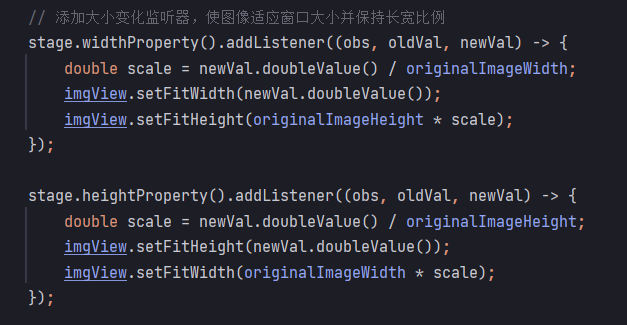 // 添加大小变化监听器，使图像适应窗口大小并保持长宽比例
stage.widthProperty().addListener((obs, oldVal, newVal) -> {
    double scale = newVal.doubleValue() / originalImageWidth;
    imgView.setFitWidth(newVal.doubleValue());
    imgView.setFitHeight(originalImageHeight * scale);
});

stage.heightProperty().addListener((obs, oldVal, newVal) -> {
    double scale = newVal.doubleValue() / originalImageHeight;
    imgView.setFitHeight(newVal.doubleValue());
    imgView.setFitWidth(originalImageWidth * scale);
});